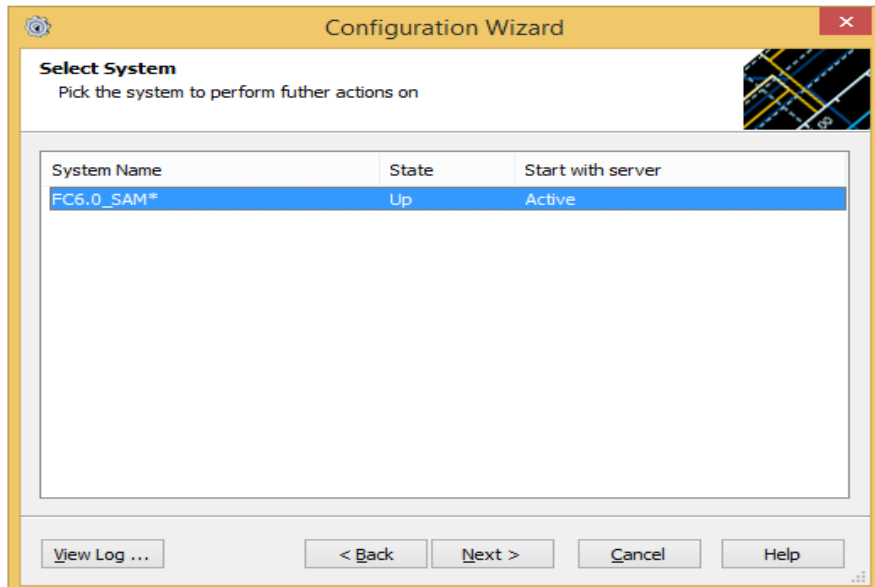 Configuration Wizard
Select System
Pick the system to perform futher actions on
System Name State Start with server
FC6.0_SAM* Up Active
View Log ... < Back Next > Cancel Help